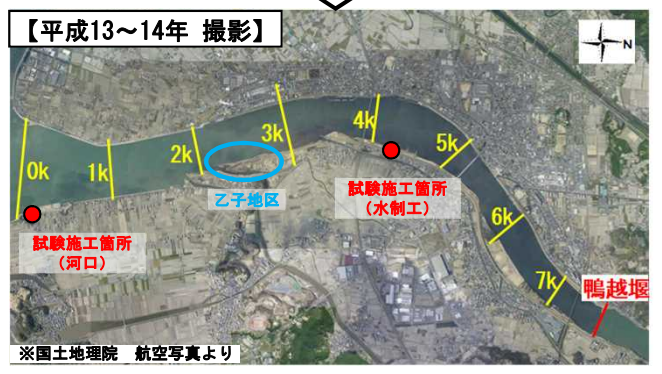 【平成13～14年 撮影】
N
0k
1k
2k
3k
4k
5k
6k
7k
乙子地区
試験施工箇所
（水制工）
試験施工箇所
（河口）
鴨越堰
※国土地理院 航空写真より